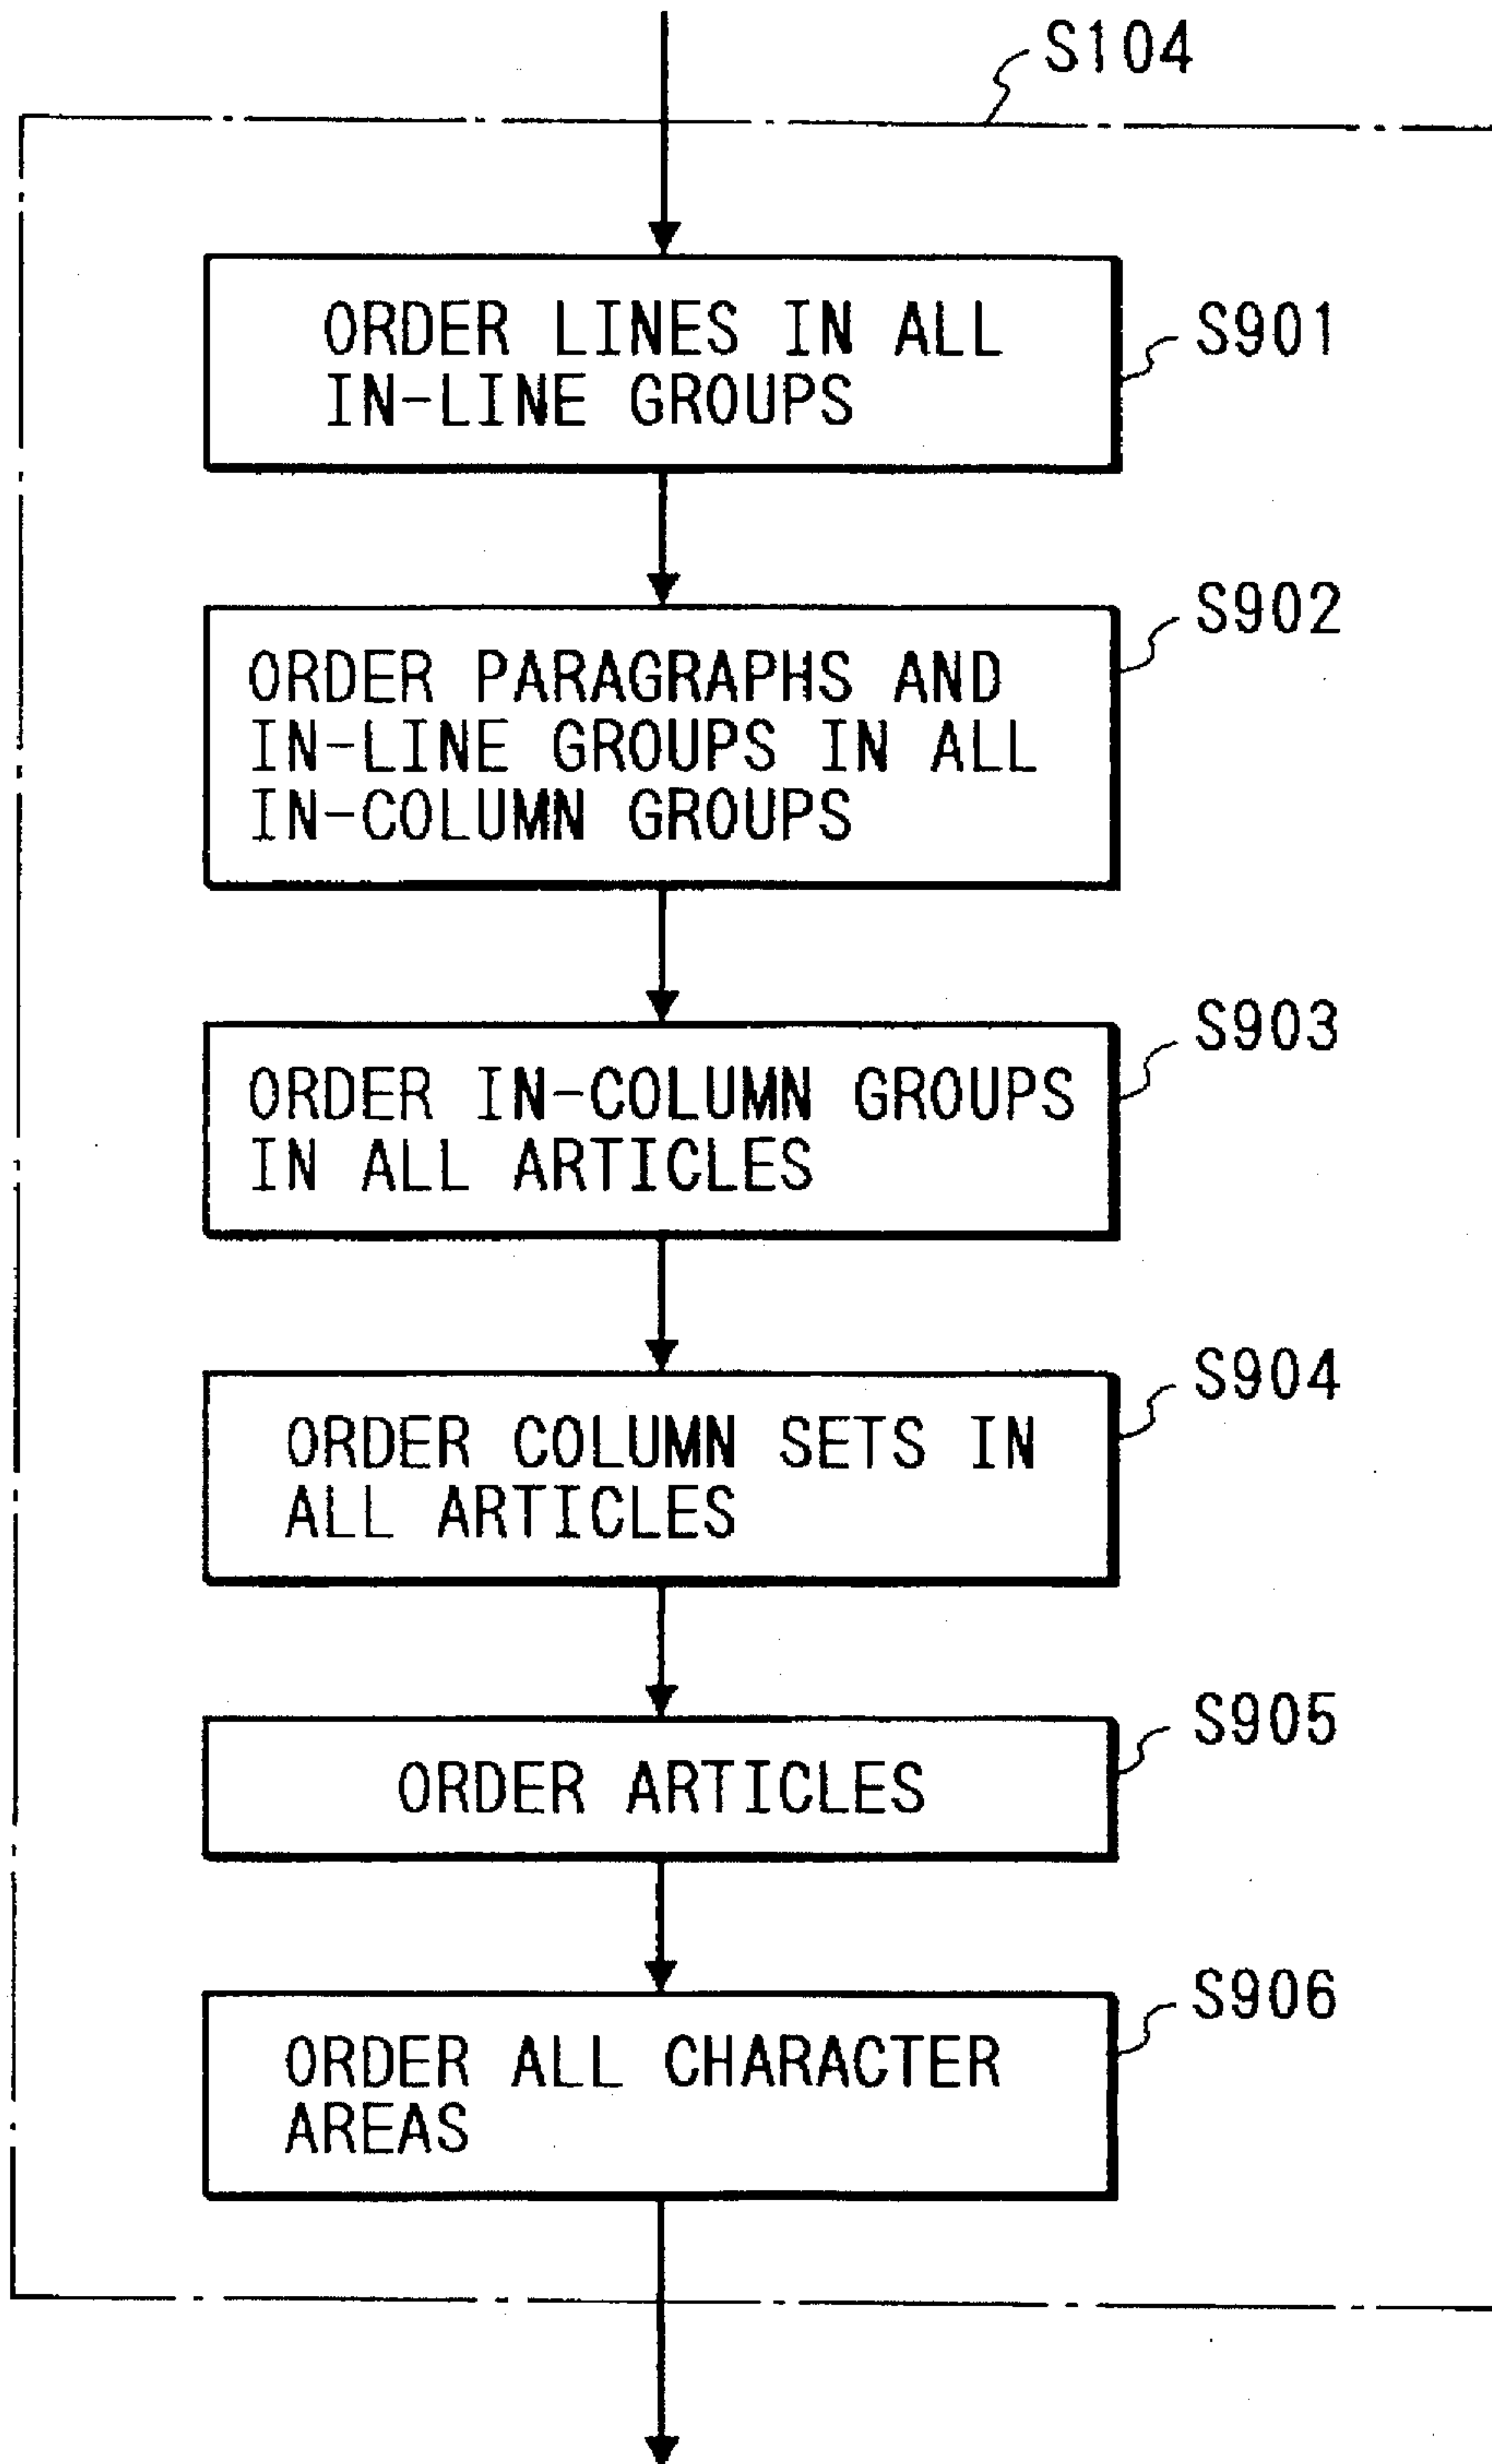 S104
ORDER LINES IN ALL
IN-LINE GROUPS
S901
ORDER PARAGRAPHS AND
IN-LINE GROUPS IN ALL
IN-COLUMN GROUPS
S902
ORDER IN-COLUMN GROUPS
IN ALL ARTICLES
S903
ORDER COLUMN SETS IN
ALL ARTICLES
S904
ORDER ARTICLES
S905
ORDER ALL CHARACTER
AREAS
S906